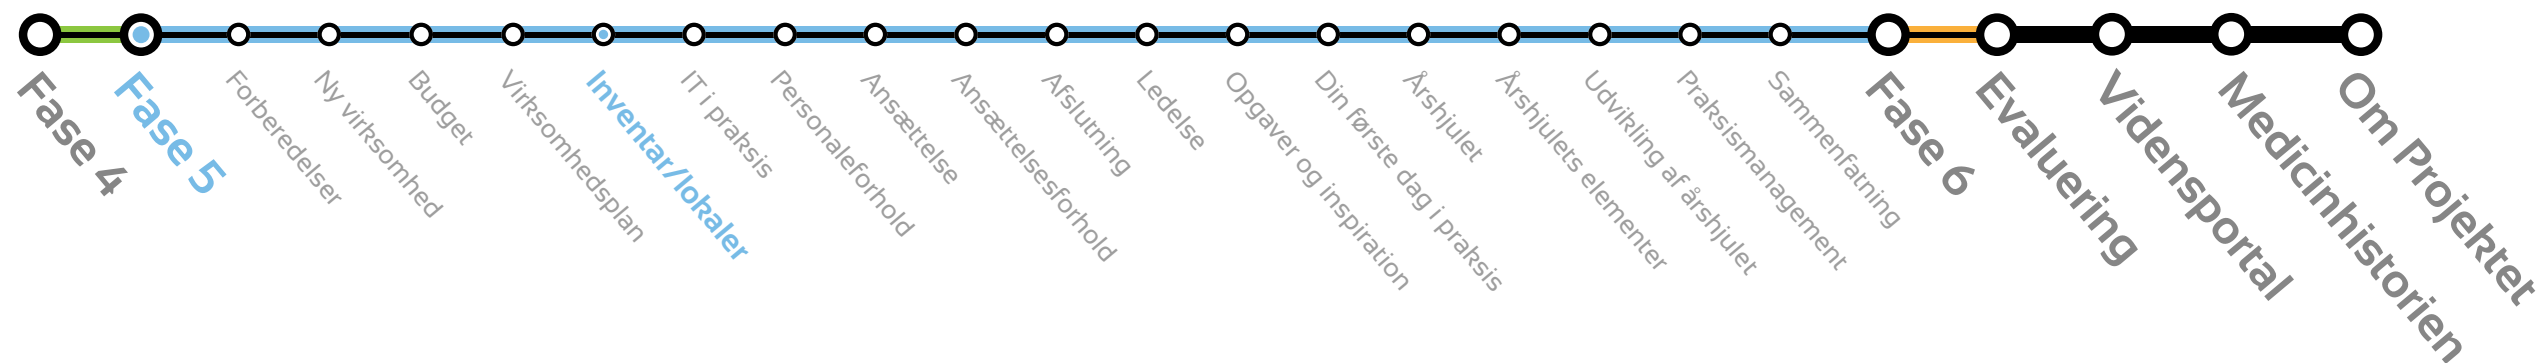 Fase 4
Fase 5
Forberedelser
Ny virksomhed
Budget
Virksomhedsplan
Inventar/lokaler
IT i praksis
Personaleforhold
Ansættelse
Ansættelsesforhold
Afslutning
Ledelse
Opgaver og inspiration
Din første dag i praksis
Årshjulet
Årshjulets elementer
Udvikling af årshjulet
Praksismanagement
Sammenfatning
Fase 6
Evaluering
Vidensportal
Medicinhistorien
Om Projektet